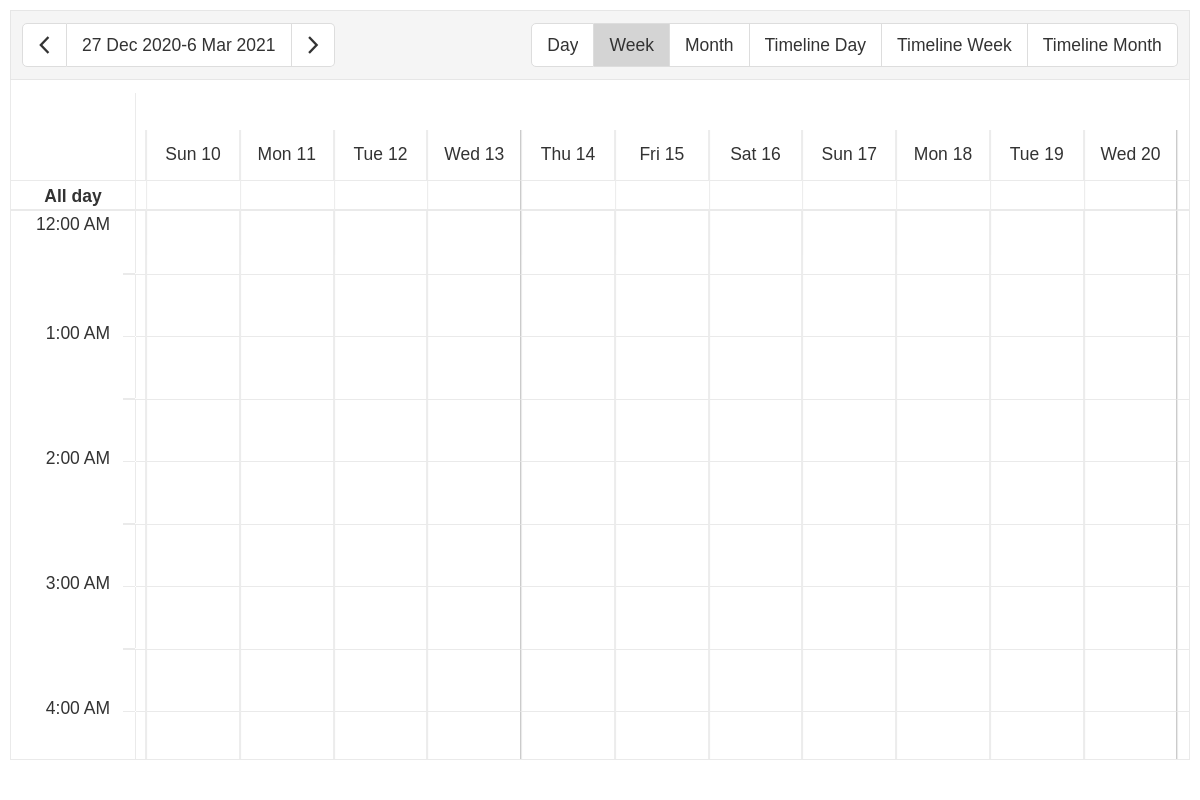 27 Dec 2020-6 Mar 2021 Day Week Month Timeline Day Timeline Week Timeline Month
Sun 10 Mon 11 Tue 12 Wed 13 Thu 14 Fri 15 Sat 16 Sun 17 Mon 18 Tue 19 Wed 20
All day
12:00 AM
1:00 AM
2:00 AM
3:00 AM
4:00 AM